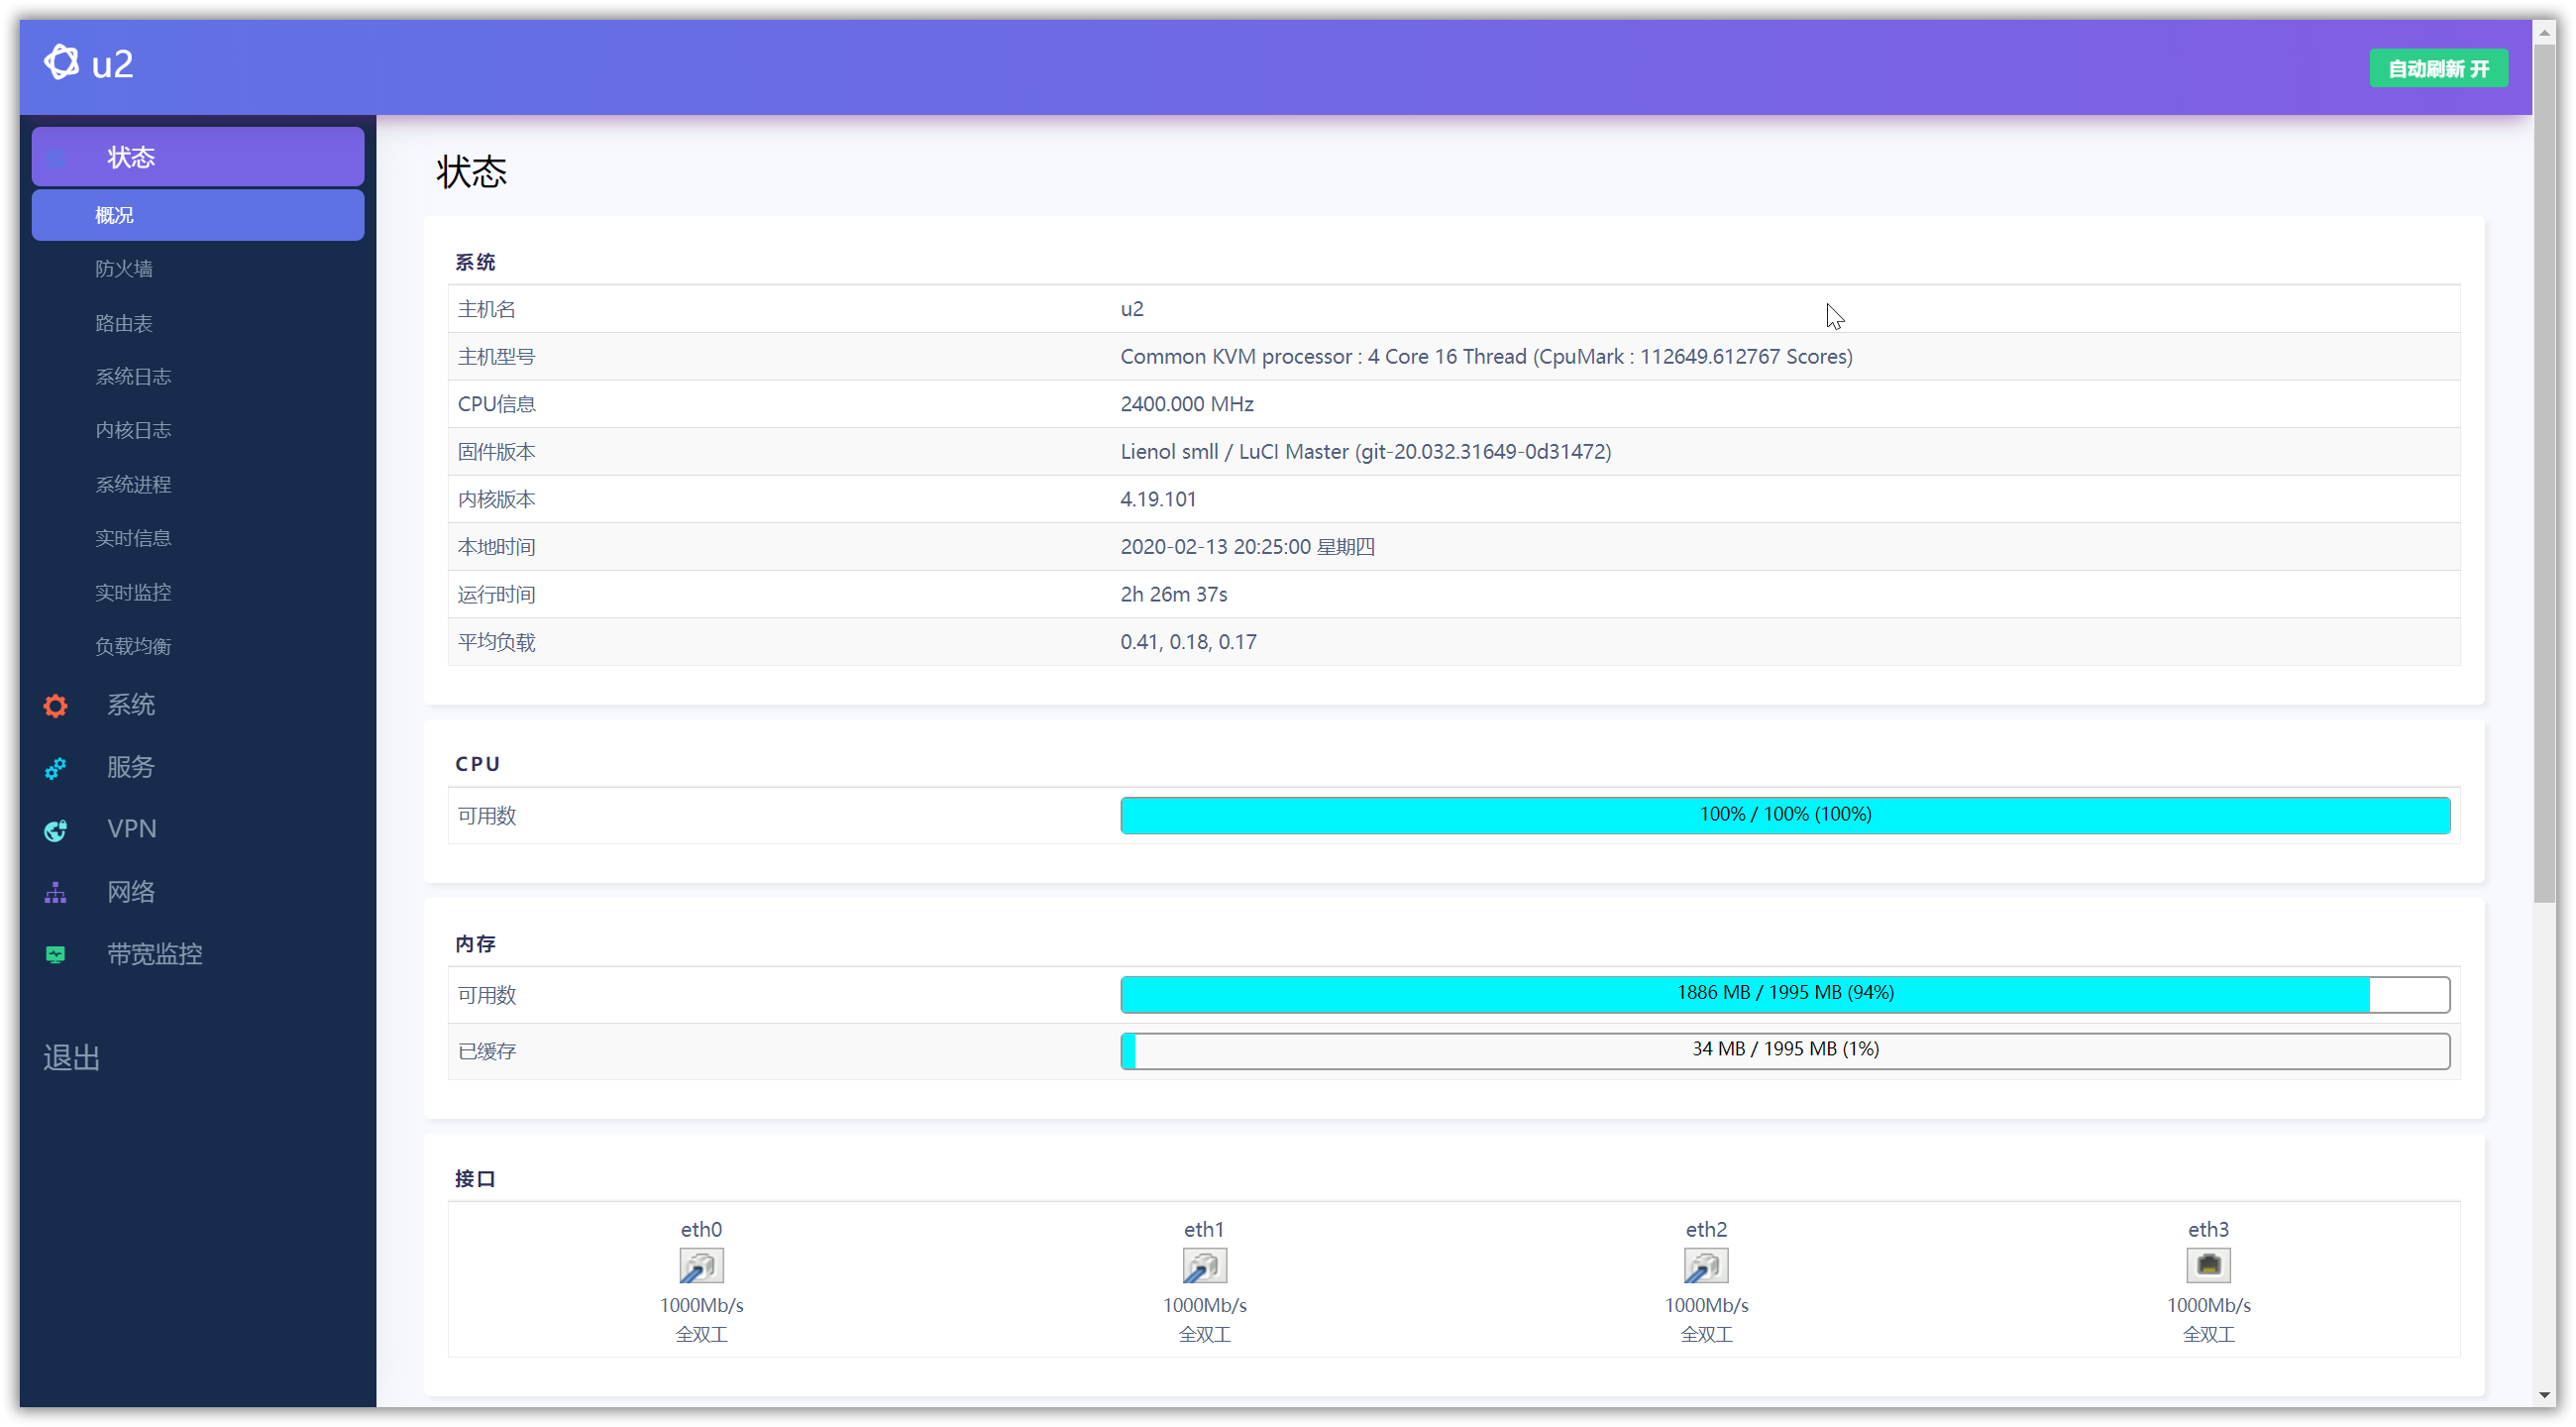 u2
自动刷新 开
状态
概况
防火墙
路由表
系统日志
内核日志
系统进程
实时信息
实时监控
负载均衡
系统
服务
VPN
网络
带宽监控
退出
状态
系统
主机名 u2
主机型号 Common KVM processor : 4 Core 16 Thread (CpuMark : 112649.612767 Scores)
CPU信息 2400.000 MHz
固件版本 Lienol smll / LuCI Master (git-20.032.31649-0d31472)
内核版本 4.19.101
本地时间 2020-02-13 20:25:00 星期四
运行时间 2h 26m 37s
平均负载 0.41, 0.18, 0.17
CPU
可用数 100% / 100% (100%)
内存
可用数 1886 MB / 1995 MB (94%)
已缓存 34 MB / 1995 MB (1%)
接口
eth0 eth1 eth2 eth3
1000Mb/s 1000Mb/s 1000Mb/s 1000Mb/s
全双工 全双工 全双工 全双工